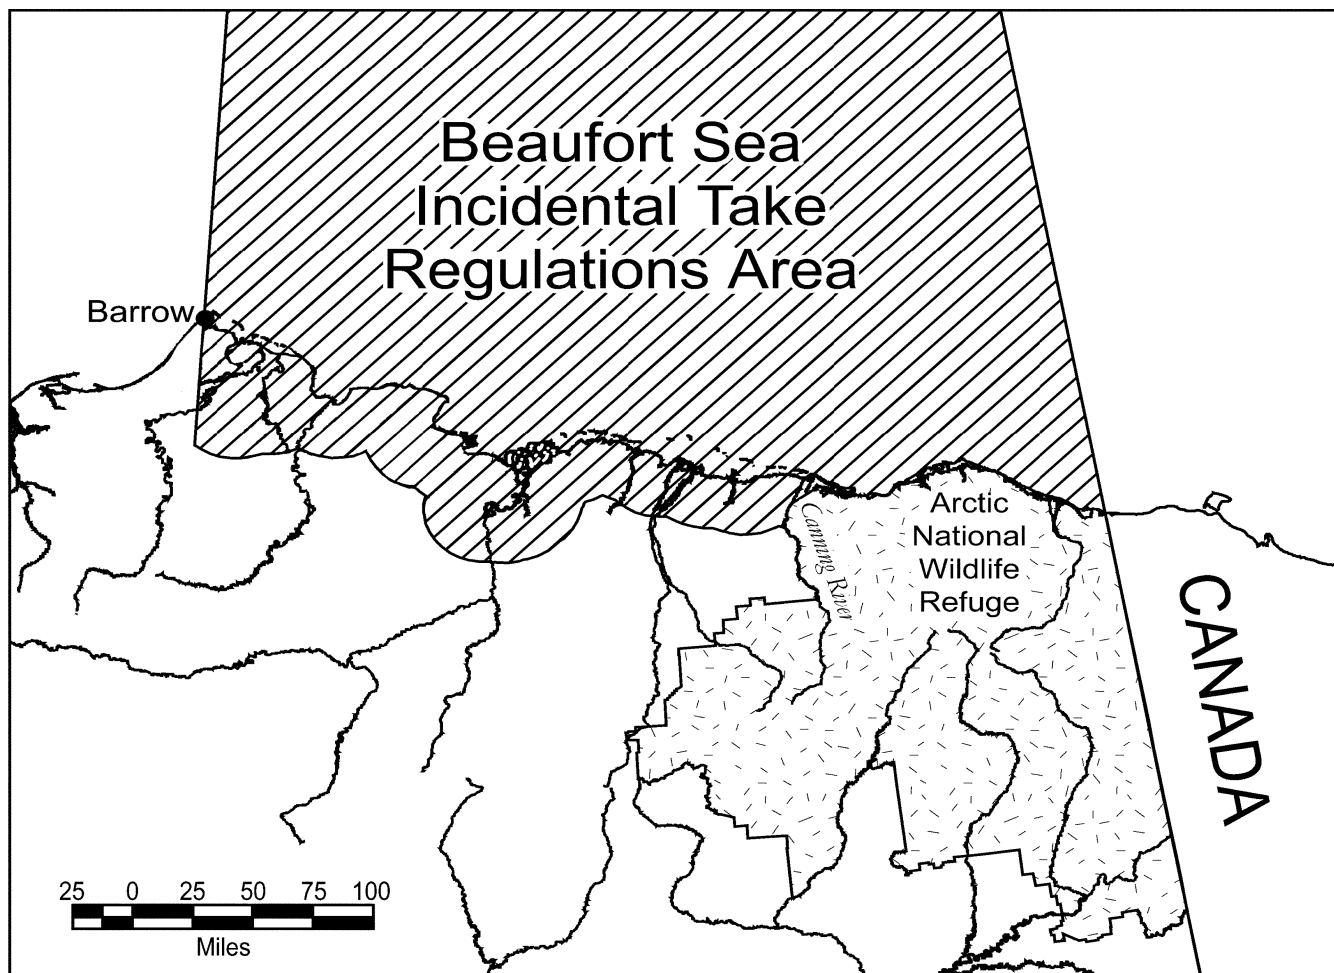 Beaufort Sea
Incidental Take
Regulations Area
Barrow
Arctic
National
Wildlife
Refuge
Canning River
CANADA
25 0 25 50 75 100
Miles